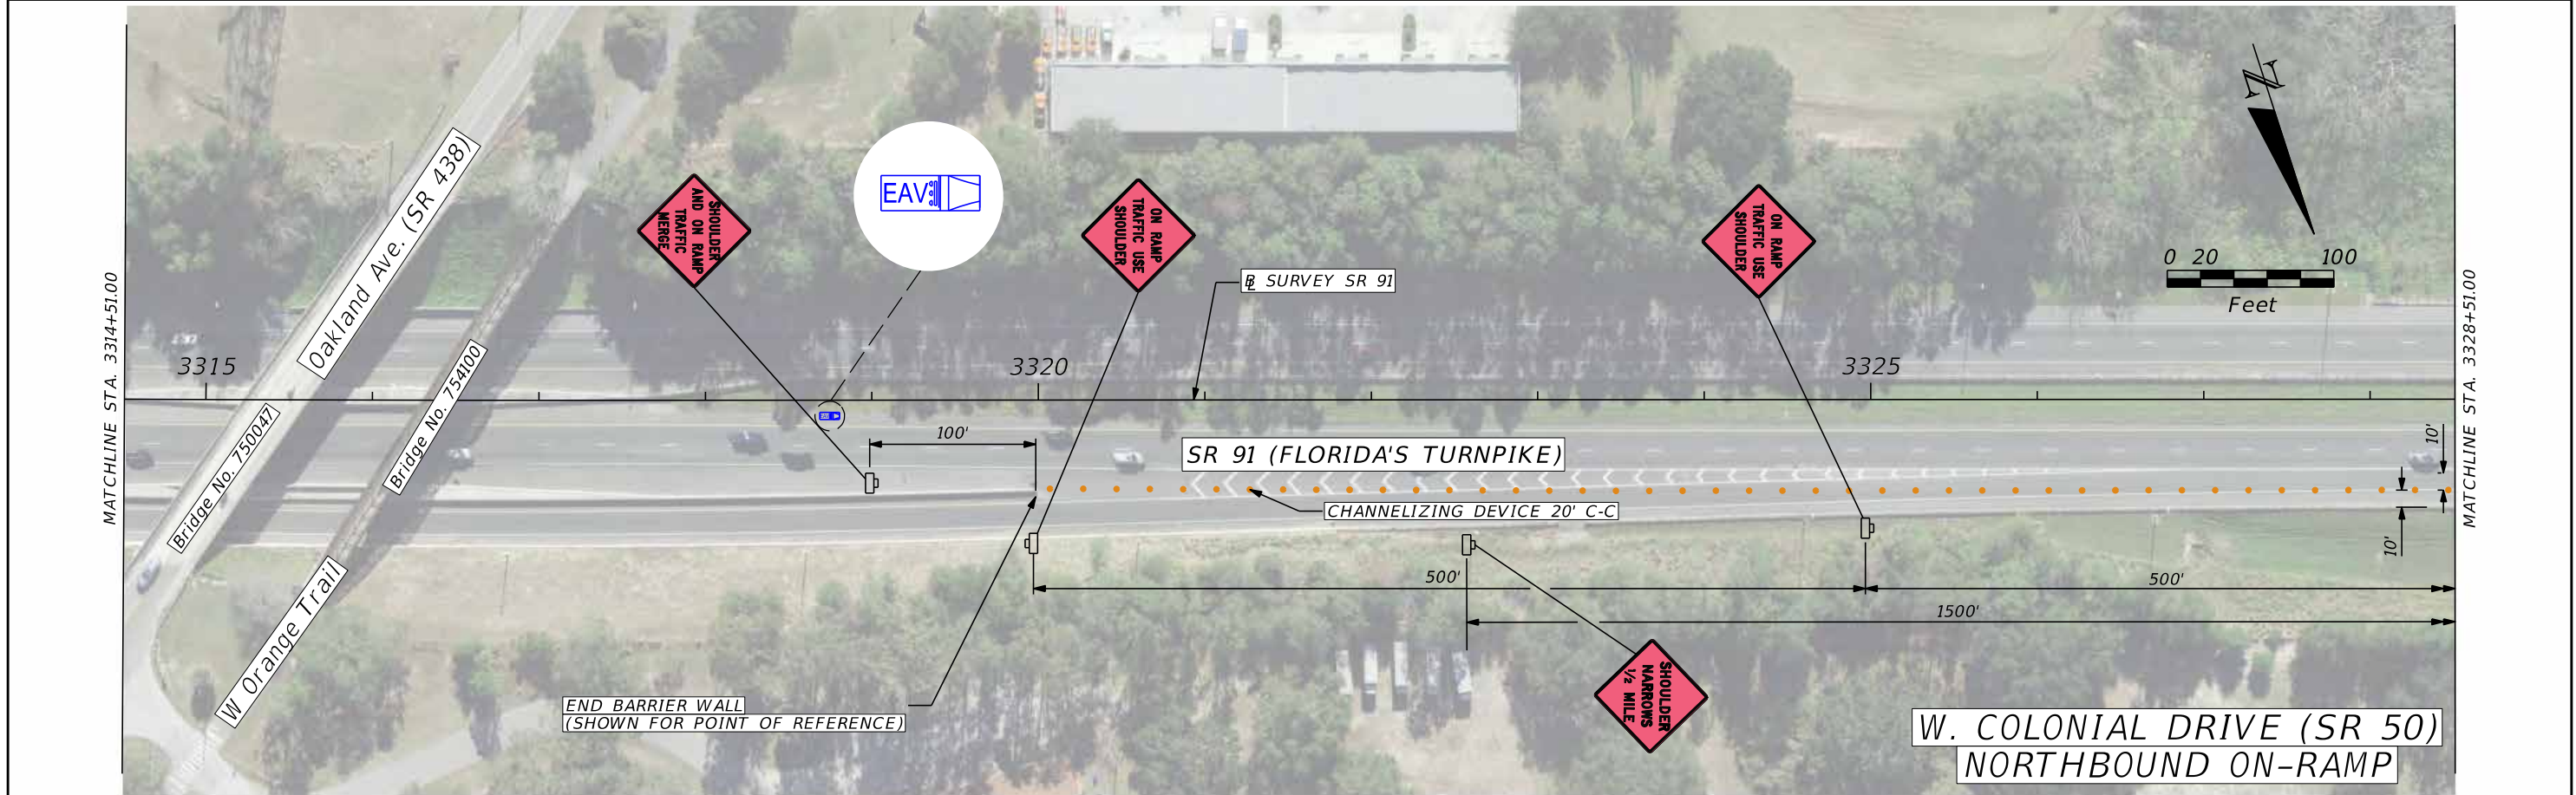 MATCHLINE STA. 3314+51.00
Oakland Ave. (SR 438)
Bridge No. 750047
Bridge No. 754100
W Orange Trail
3315
SHOULDER
AND ON RAMP
TRAFFIC
MERGE
EAV
ON RAMP
TRAFFIC USE
SHOULDER
ON RAMP
TRAFFIC USE
SHOULDER
N
0 20 100
Feet
BL SURVEY SR 91
3320
3325
100'
SR 91 (FLORIDA'S TURNPIKE)
CHANNELIZING DEVICE 20' C-C
10'
10'
500'
500'
1500'
END BARRIER WALL
(SHOWN FOR POINT OF REFERENCE)
SHOULDER
NARROWS
½ MILE
W. COLONIAL DRIVE (SR 50)
NORTHBOUND ON-RAMP
MATCHLINE STA. 3328+51.00